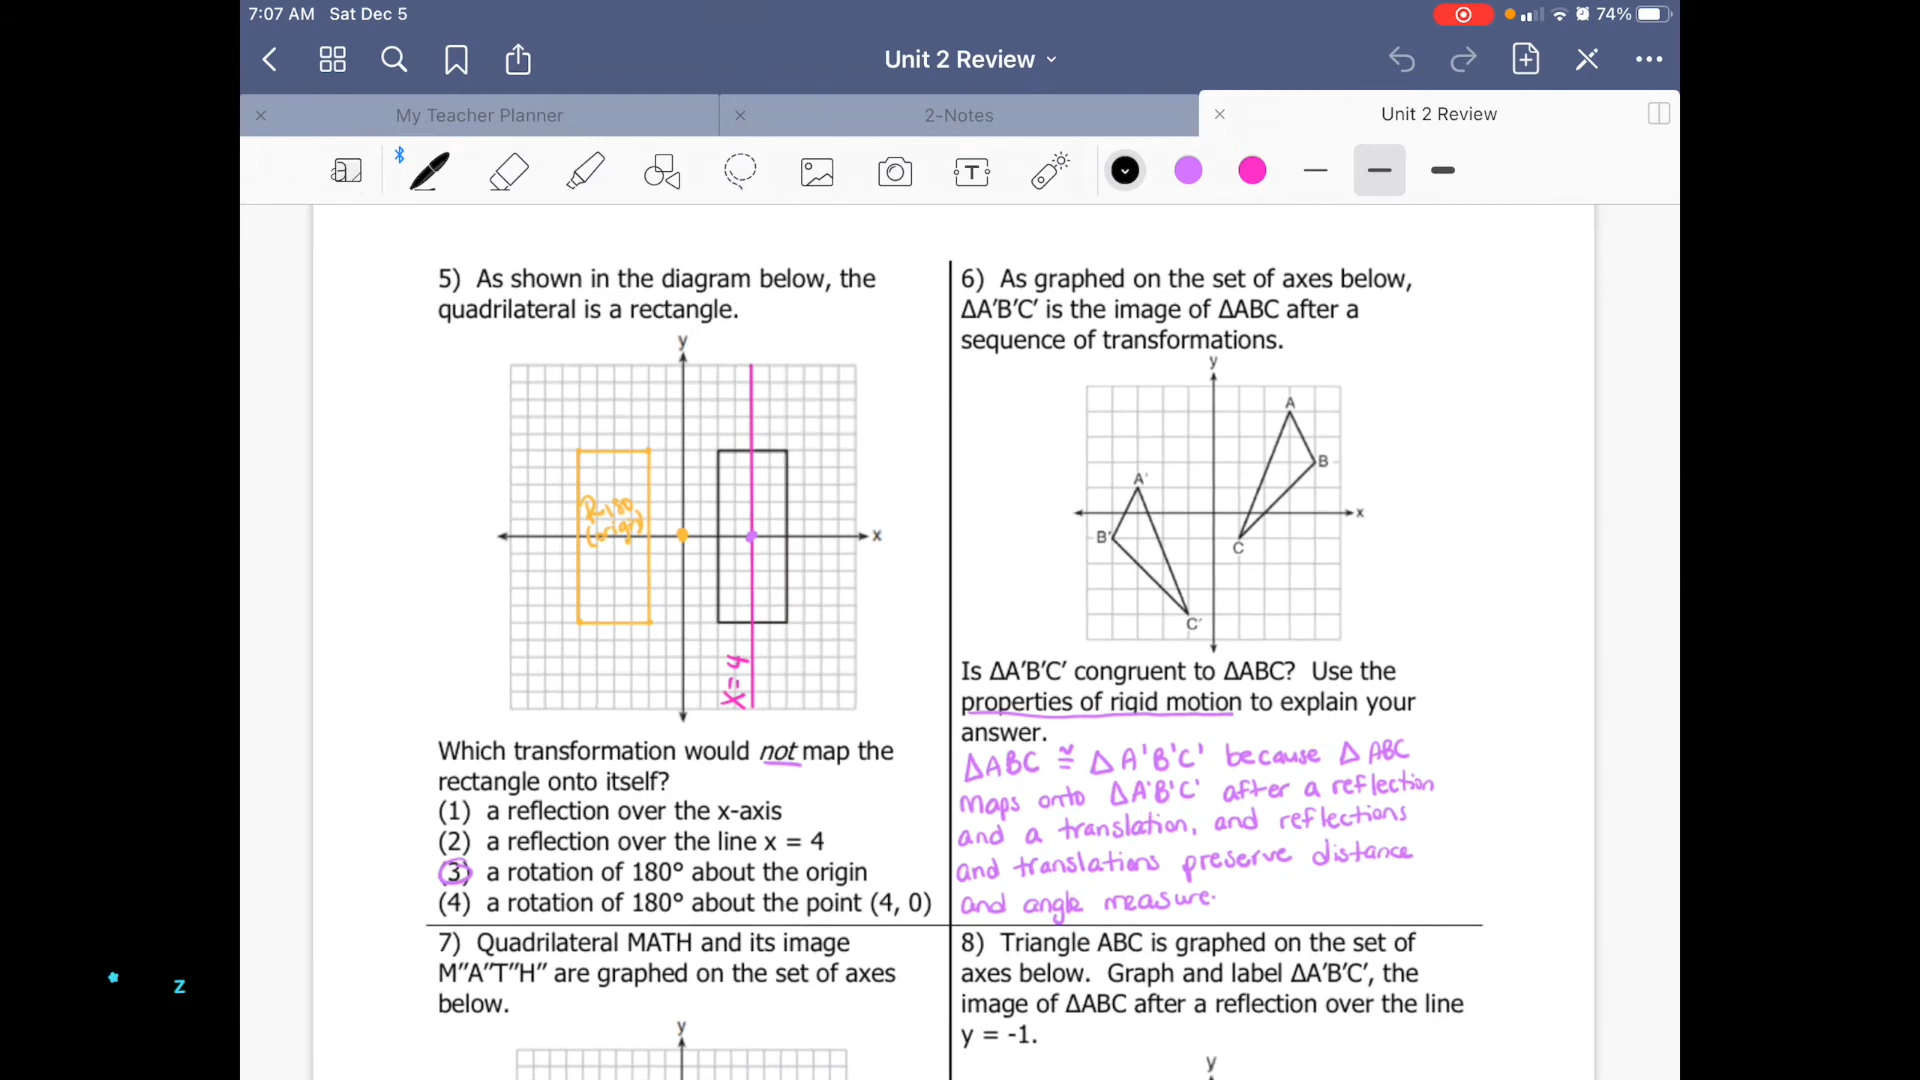 7:07 AM Sat Dec 5
74%
Unit 2 Review
My Teacher Planner
2-Notes
Unit 2 Review
a
T
5) As shown in the diagram below, the
quadrilateral is a rectangle.
y
x
R180
(origin)
x=4
Which transformation would not map the
rectangle onto itself?
(1) a reflection over the x-axis
(2) a reflection over the line x = 4
(3) a rotation of 180° about the origin
(4) a rotation of 180° about the point (4, 0)
6) As graphed on the set of axes below,
ΔA′B′C′ is the image of ΔABC after a
sequence of transformations.
y
A
B
A'
x
B'
C
C'
Is ΔA′B′C′ congruent to ΔABC? Use the
properties of rigid motion to explain your
answer.
ΔABC ≅ ΔA'B'C' because ΔABC
maps onto ΔA'B'C' after a reflection
and a translation, and reflections
and translations preserve distance
and angle measure.
7) Quadrilateral MATH and its image
M″A″T″H″ are graphed on the set of axes
below.
y
8) Triangle ABC is graphed on the set of
axes below. Graph and label ΔA′B′C′, the
image of ΔABC after a reflection over the line
y = -1.
y
z